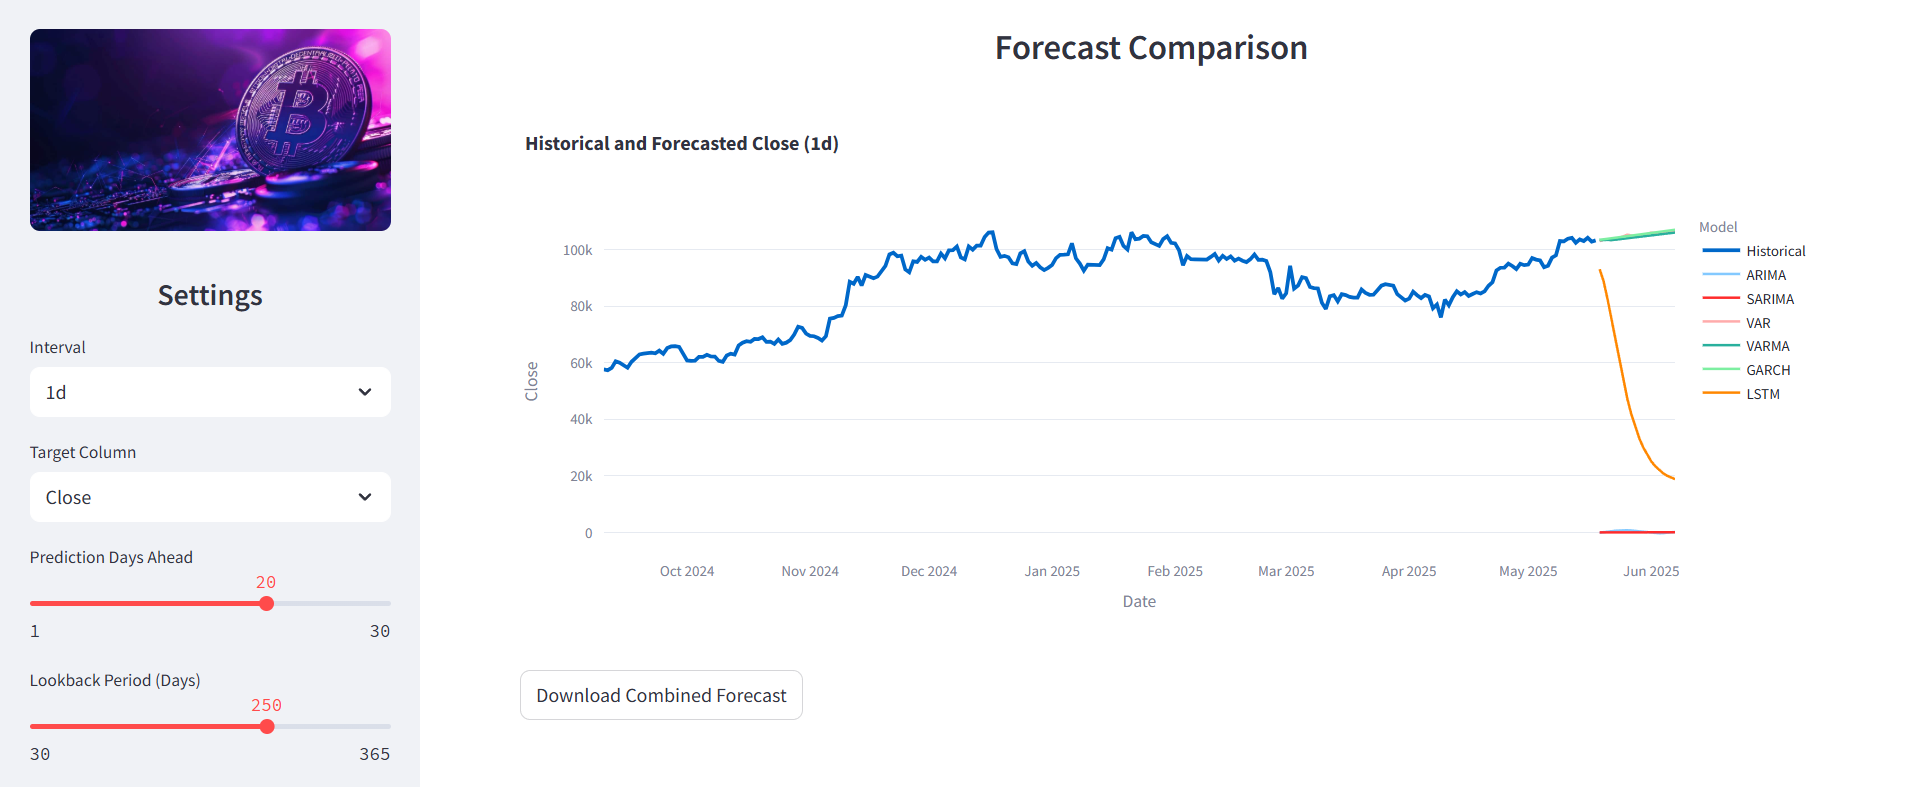 Settings
Interval
1d
Target Column
Close
Prediction Days Ahead
20
1 30
Lookback Period (Days)
250
30 365
Forecast Comparison
Historical and Forecasted Close (1d)
Close
100k
80k
60k
40k
20k
0
Oct 2024 Nov 2024 Dec 2024 Jan 2025 Feb 2025 Mar 2025 Apr 2025 May 2025 Jun 2025
Date
Model
Historical
ARIMA
SARIMA
VAR
VARMA
GARCH
LSTM
Download Combined Forecast